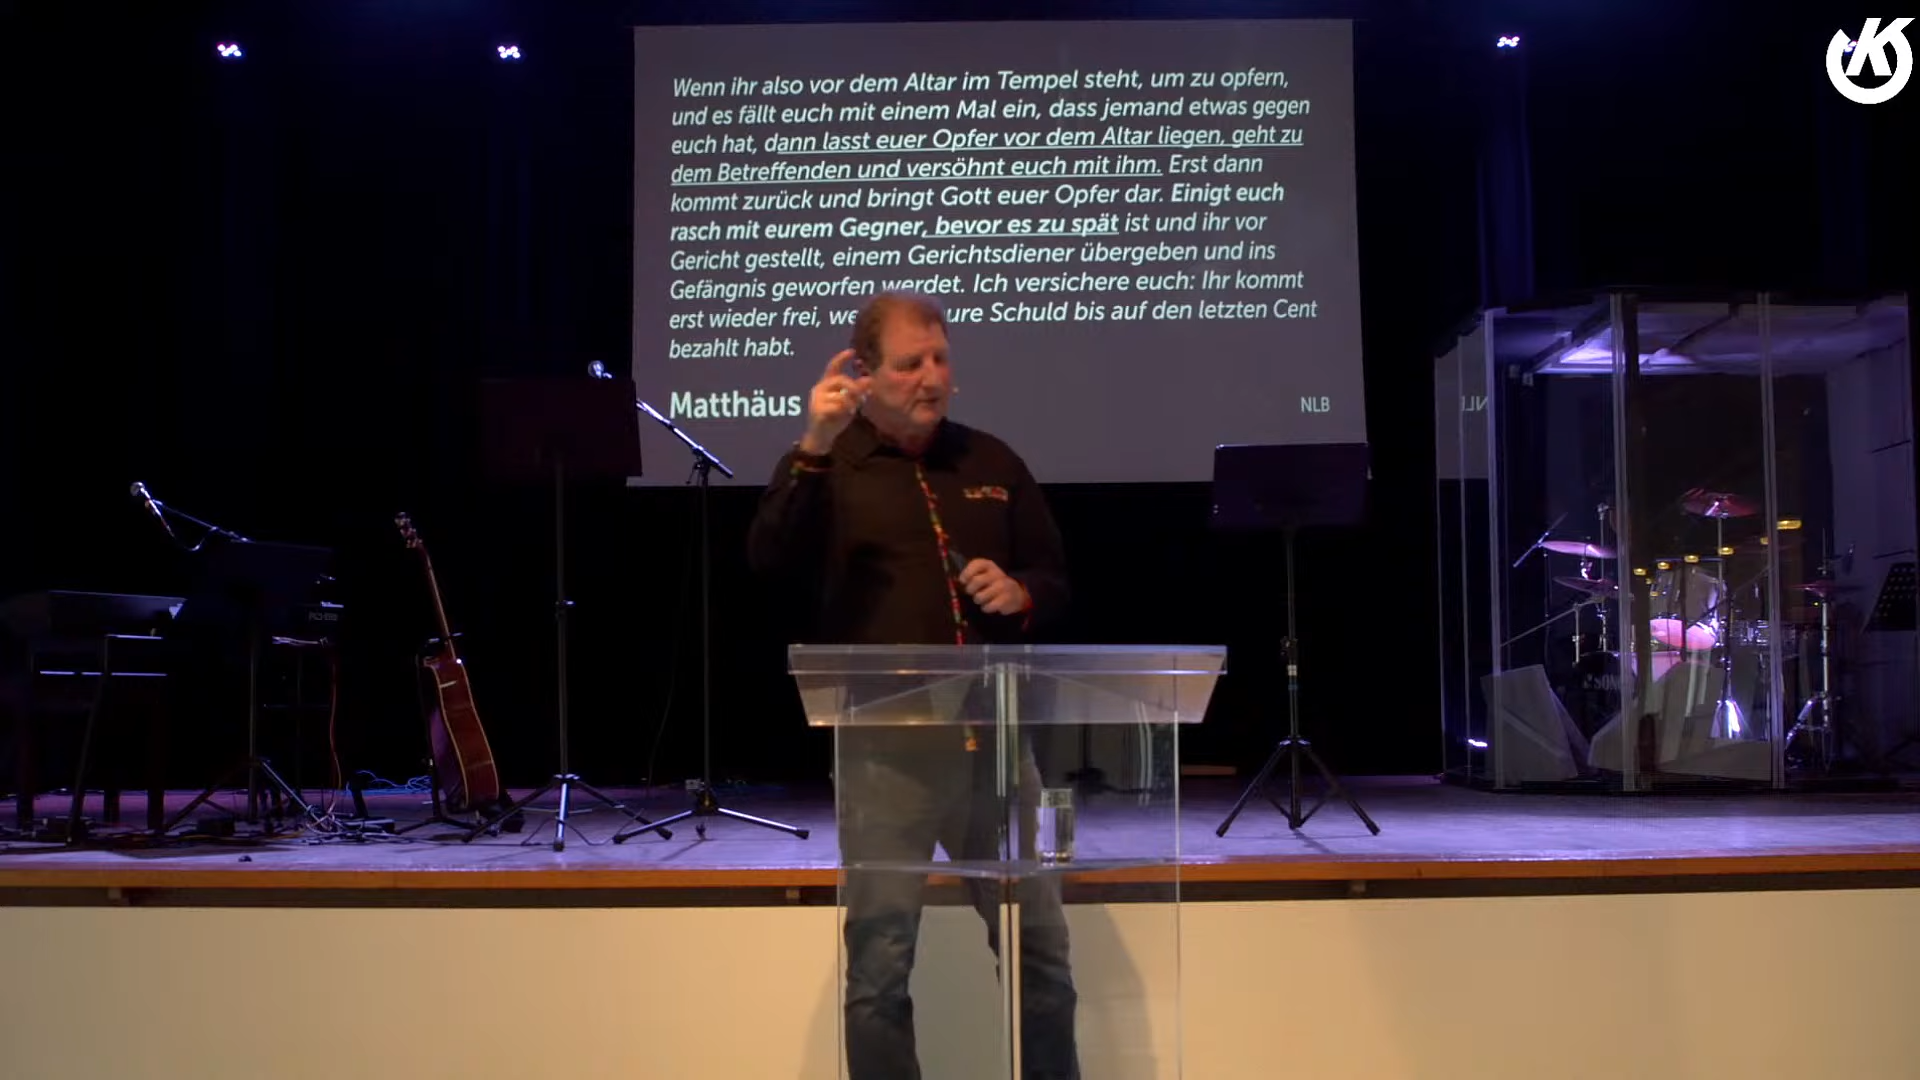 Wenn ihr also vor dem Altar im Tempel steht, um zu opfern,
und es fällt euch mit einem Mal ein, dass jemand etwas gegen
euch hat, dann lasst euer Opfer vor dem Altar liegen, geht zu
dem Betreffenden und versöhnt euch mit ihm. Erst dann
kommt zurück und bringt Gott euer Opfer dar. Einigt euch
rasch mit eurem Gegner, bevor es zu spät ist und ihr vor
Gericht gestellt, einem Gerichtsdiener übergeben und ins
Gefängnis geworfen werdet. Ich versichere euch: Ihr kommt
erst wieder frei, Schuld bis auf den letzten Cent
bezahlt habt.
Matthäus
NLB